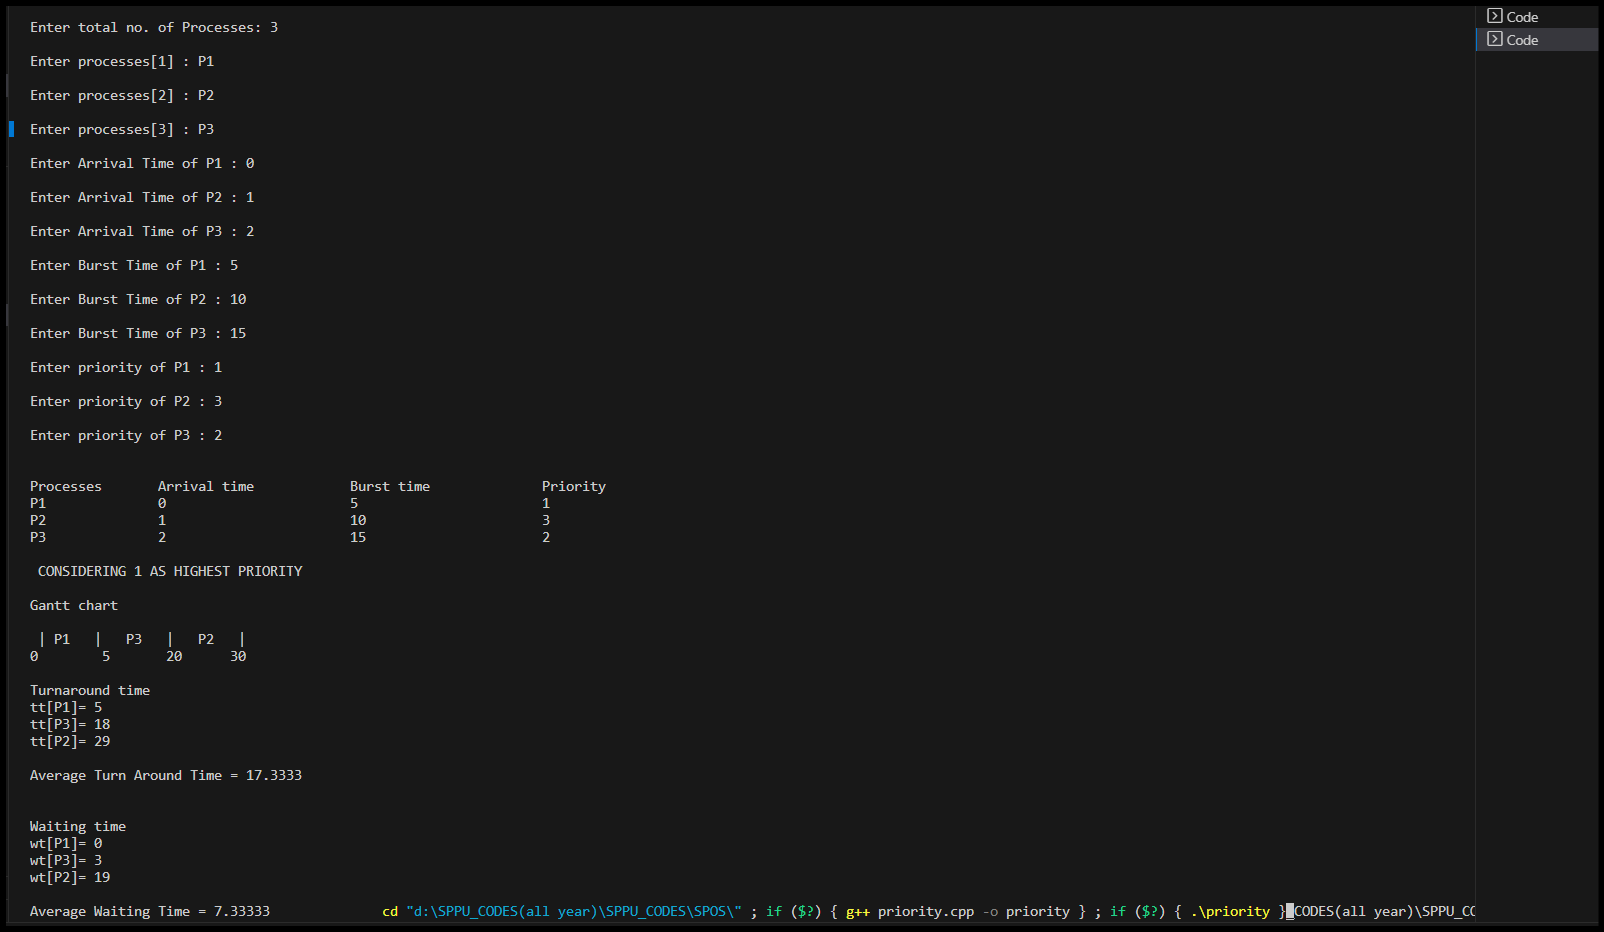 Enter total no. of Processes: 3
Enter processes[1] : P1
Enter processes[2] : P2
Enter processes[3] : P3
Enter Arrival Time of P1 : 0
Enter Arrival Time of P2 : 1
Enter Arrival Time of P3 : 2
Enter Burst Time of P1 : 5
Enter Burst Time of P2 : 10
Enter Burst Time of P3 : 15
Enter priority of P1 : 1
Enter priority of P2 : 3
Enter priority of P3 : 2
Processes Arrival time Burst time Priority
P1 0 5 1
P2 1 10 3
P3 2 15 2
CONSIDERING 1 AS HIGHEST PRIORITY
Gantt chart
| P1 | P3 | P2 |
0 5 20 30
Turnaround time
tt[P1]= 5
tt[P3]= 18
tt[P2]= 29
Average Turn Around Time = 17.3333
Waiting time
wt[P1]= 0
wt[P3]= 3
wt[P2]= 19
Average Waiting Time = 7.33333 cd "d:\SPPU_CODES(all year)\SPPU_CODES\SPOS\" ; if ($?) { g++ priority.cpp -o priority } ; if ($?) { .\priority }CODES(all year)\SPPU_CO
Code
Code